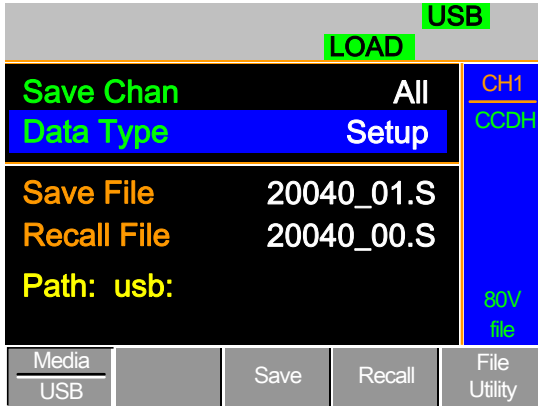 USB
LOAD
Save Chan All
Data Type Setup
Save File 20040_01.S
Recall File 20040_00.S
Path: usb:
CH1
CCDH
80V
file
Media
USB
Save
Recall
File
Utility